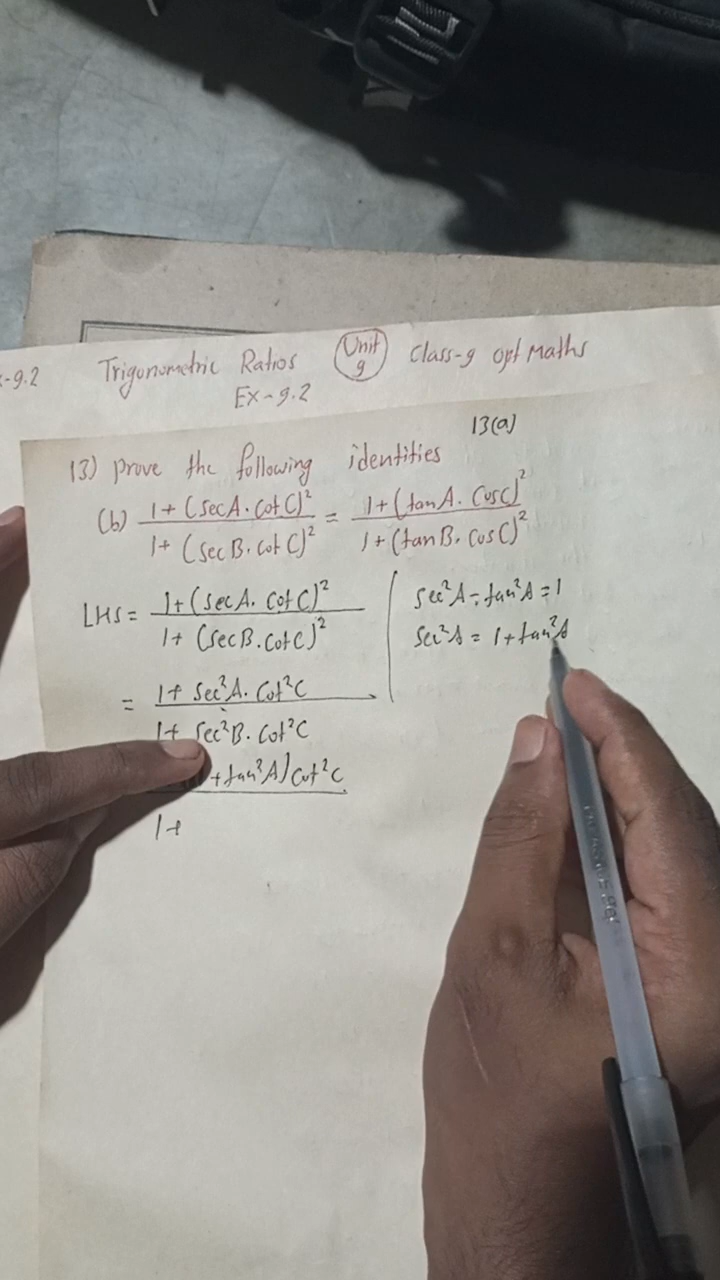 -9.2 Trigonometric Ratios Unit 9 Class-9 opt Maths
Ex-9.2
13(a)
13) prove the following identities
(b) 1+(secA.cotC)² / 1+(secB.cotC)² = 1+(tanA.cosC)² / 1+(tanB.cosC)²
LHS = 1+(secA.cotC)² / 1+(secB.cotC)²
sec²A-tan²A=1
sec²A = 1+tan²A
= 1+ sec²A.cot²C / 1+ sec²B.cot²C
+tan²A)cot²C
1+